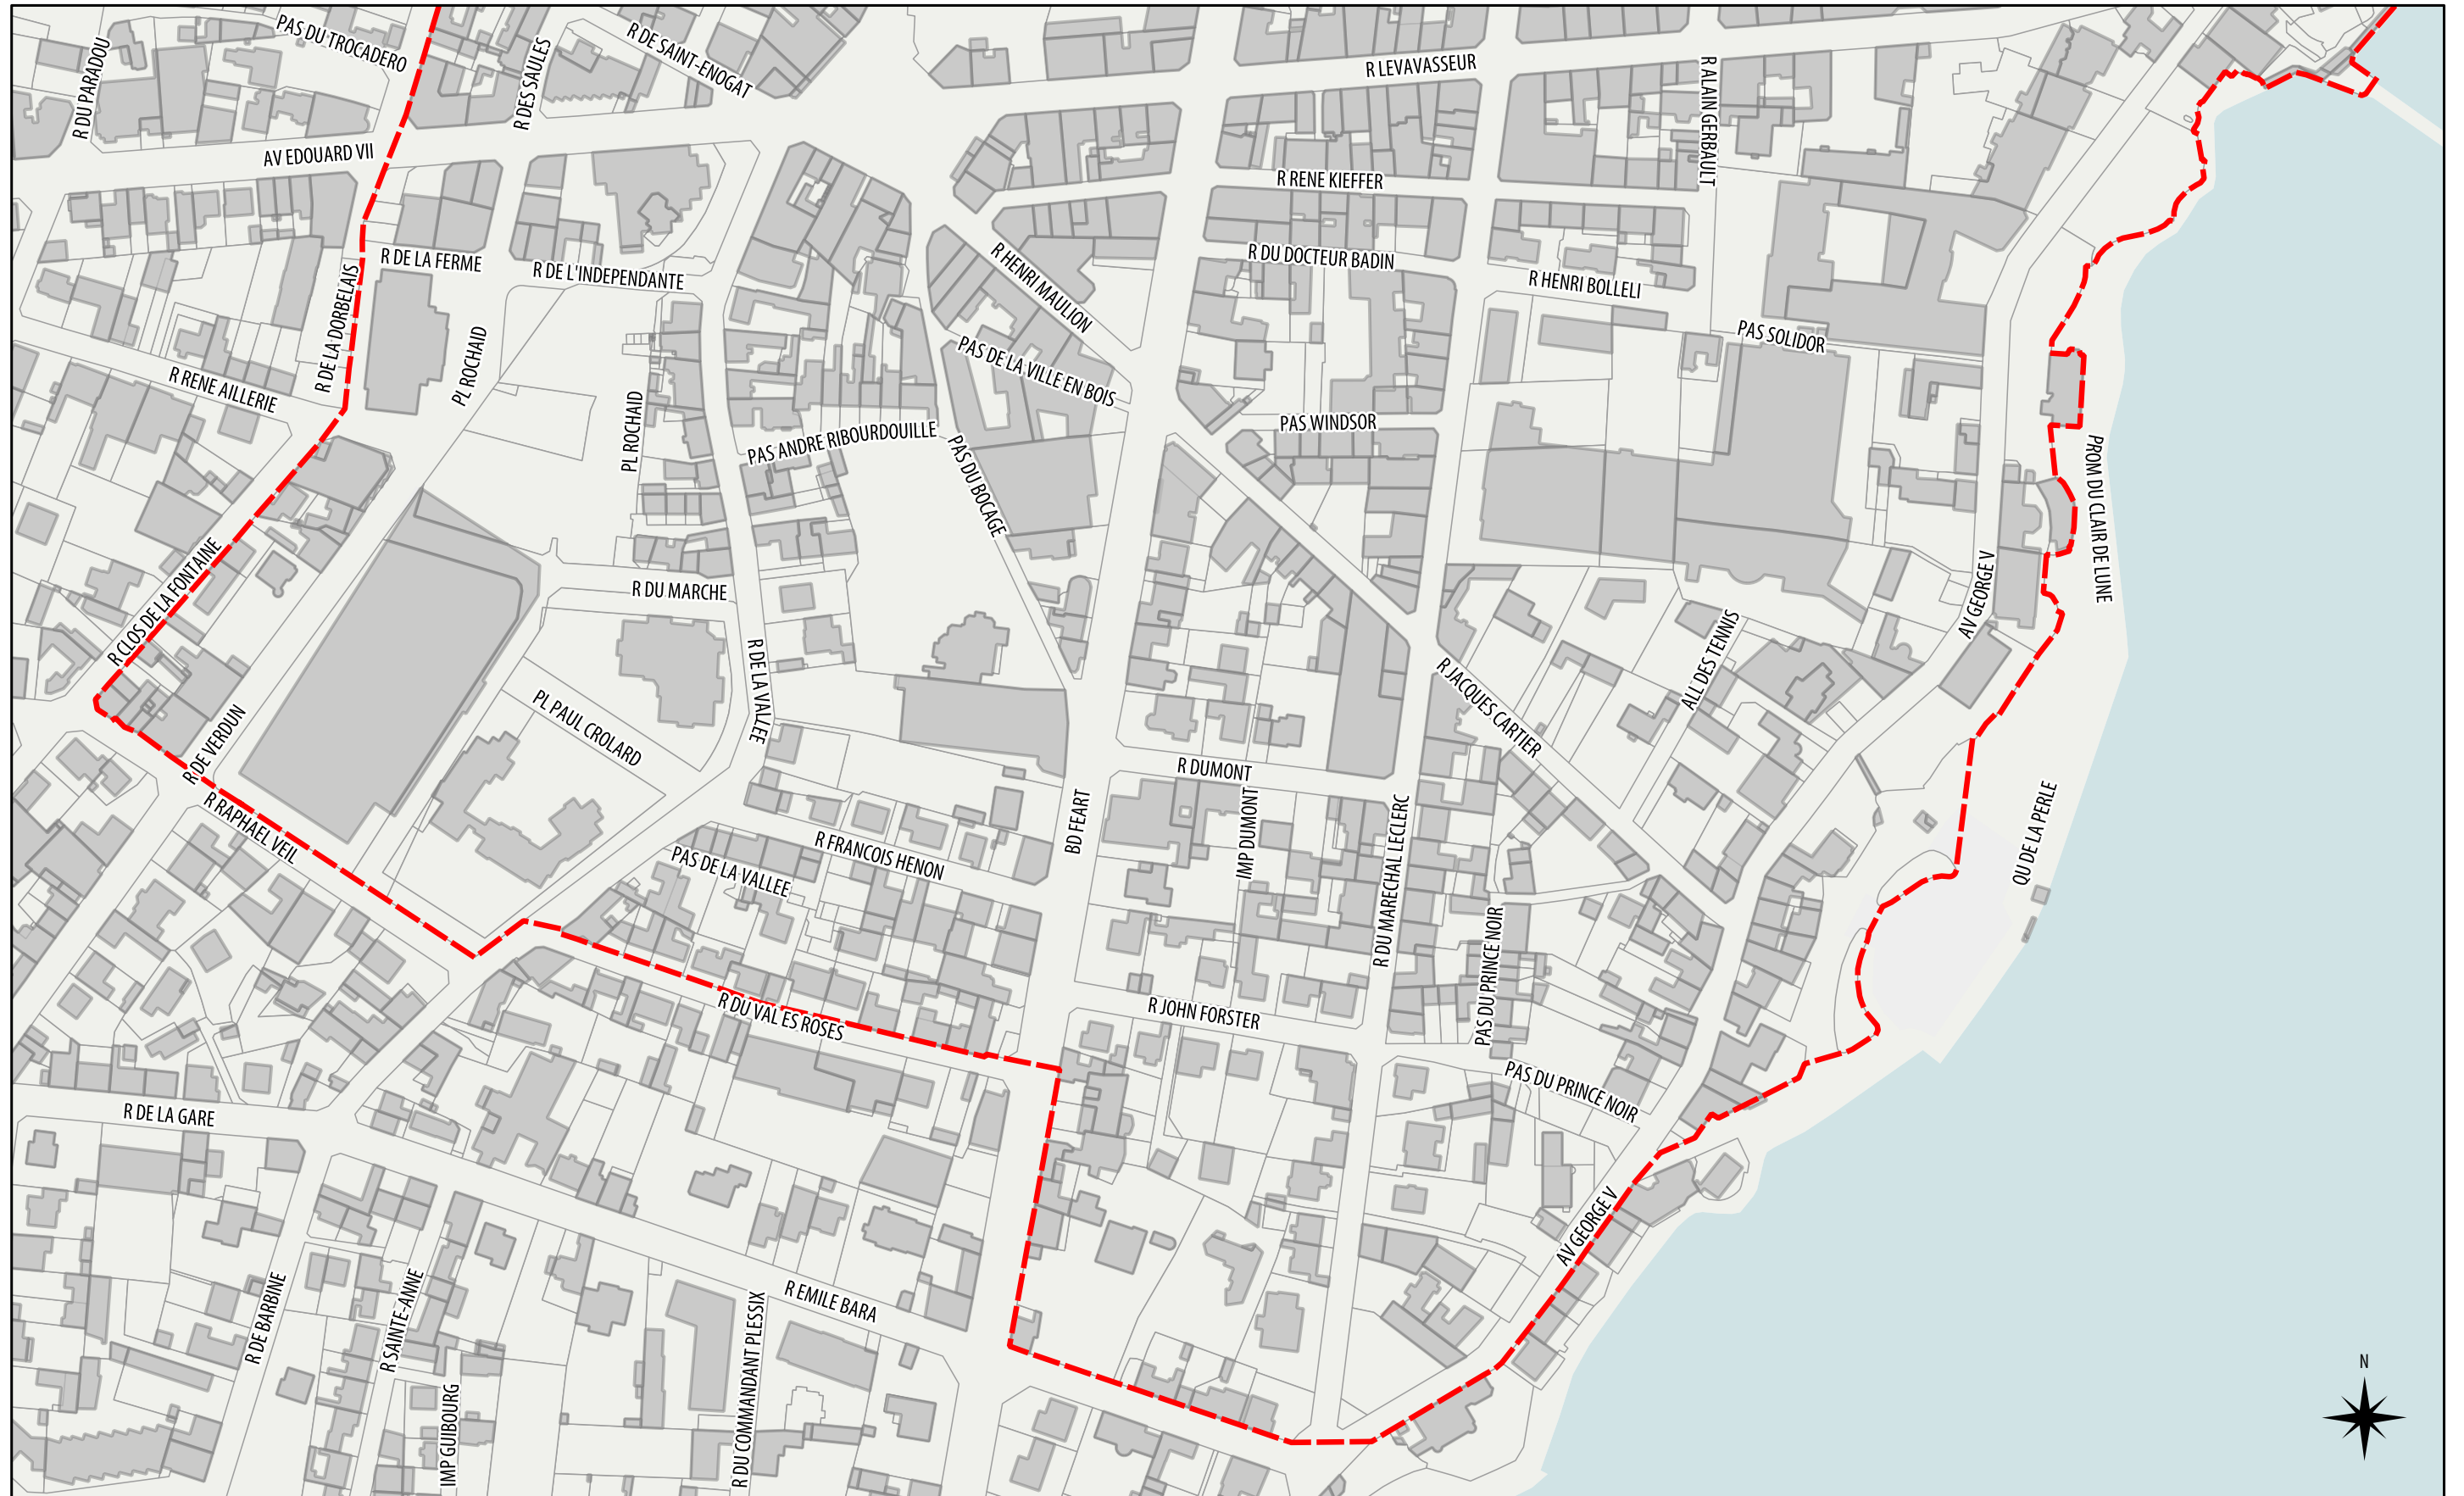 PAS DU TROCADERO
R DE SAINT-ENOGAT
R DU PARADOU
R DES SAULES
R LEVAVASSEUR
R ALAIN GERBAULT
AV EDOUARD VII
R RENE KIEFFER
R DE LA FERME
R DE L'INDEPENDANTE
R HENRI MAULION
R DU DOCTEUR BADIN
R HENRI BOLLELI
R DE LA DORBELAIS
PAS SOLIDOR
PL ROCHAID
PAS DE LA VILLE EN BOIS
R RENE AILLERIE
PL ROCHAID
PAS ANDRE RIBOURDOUILLE
PAS WINDSOR
PAS DU BOCAGE
PROM DU CLAIR DE LUNE
R CLOS DE LA FONTAINE
R DU MARCHE
AV GEORGE V
R DE LA VALLEE
ALL DES TENNIS
R JACQUES CARTIER
PL PAUL CROLARD
R DE VERDUN
R DUMONT
R RAPHAEL VEIL
BD FEART
IMP DUMONT
QU DE LA PERLE
R FRANCOIS HENON
PAS DE LA VALLEE
R DU MARECHAL LECLERC
PAS DU PRINCE NOIR
R DU VAL ES ROSES
R JOHN FORSTER
PAS DU PRINCE NOIR
R DE LA GARE
AV GEORGE V
R DE BARBINE
R SAINTE-ANNE
R EMILE BARA
R DU COMMANDANT PLESSIX
IMP GUIBOURG
N